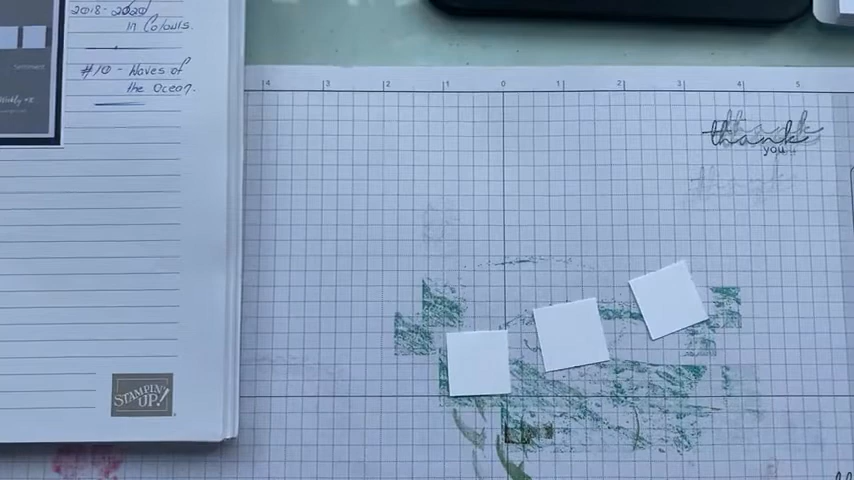 2018-2020
in Colours.
#10 - Waves of
the Ocean.
STAMPIN'
UP!
4 3 2 1 0 1 2 3 4 5
thank
you